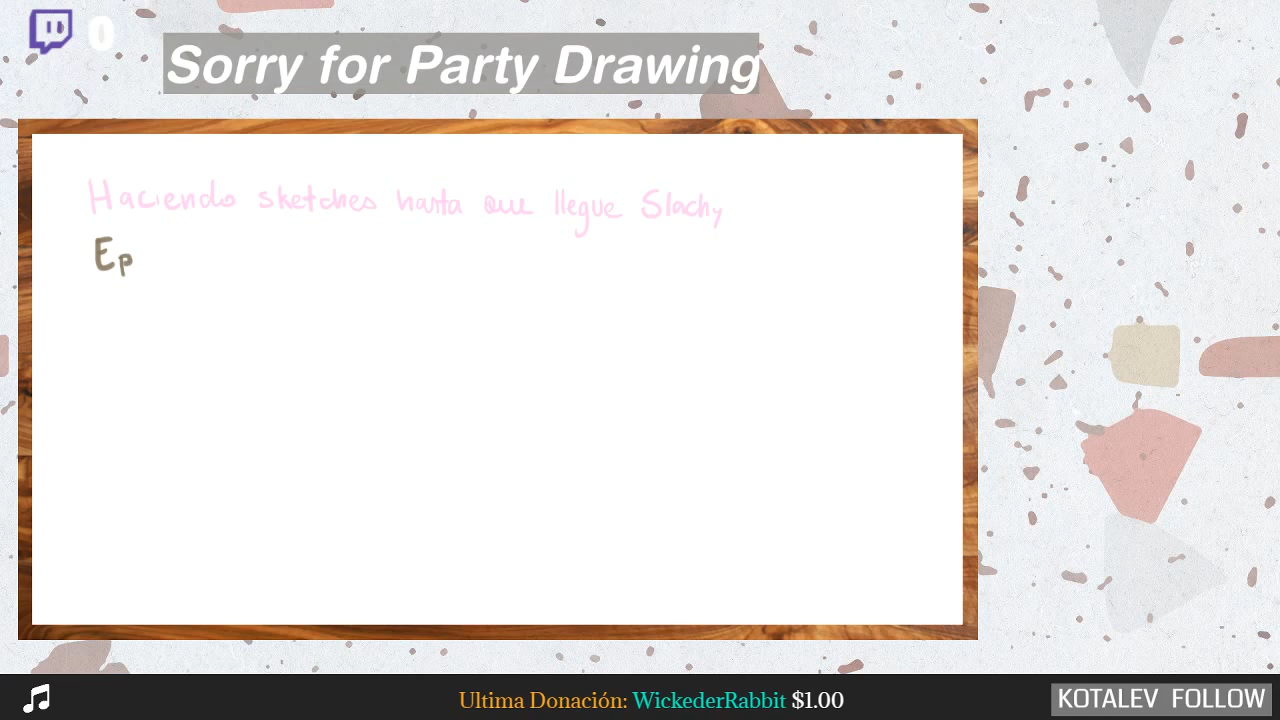 0
Sorry for Party Drawing
Haciendo sketches hasta que llegue Slachy
Ep
Ultima Donación: WickederRabbit $1.00
KOTALEV FOLLOW